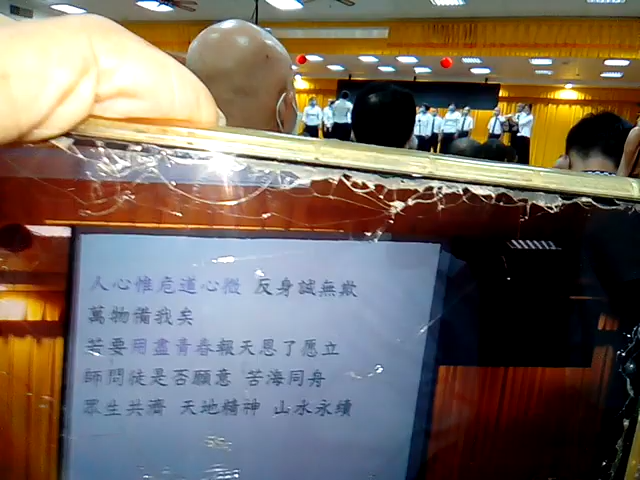 人心惟危道心微 反身誠無欺
萬物備我矣
若要用盡青春報天恩了愿立
師問徒是否願意 苦海同舟
眾生共濟 天地精神 山水永續